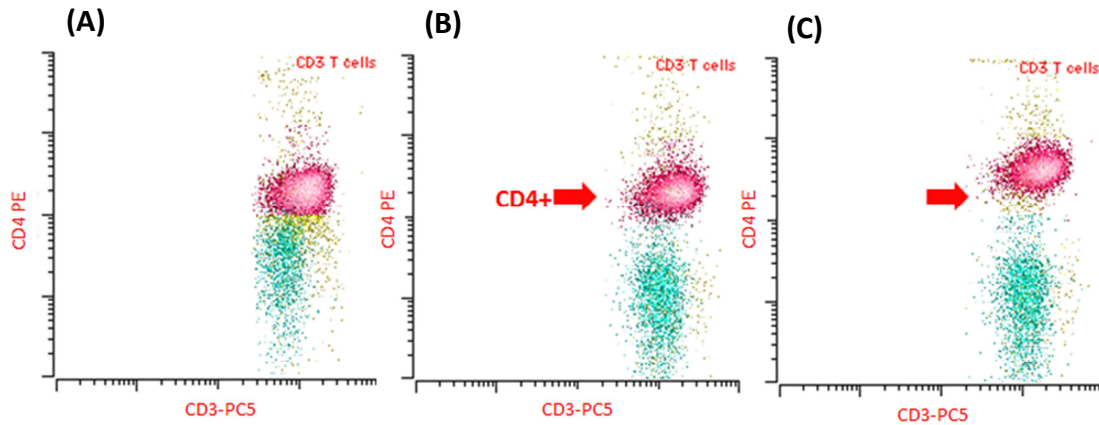 (A)
(B)
(C)
CD3 T cells
CD3 T cells
CD3 T cells
CD4 PE
CD4+
CD4 PE
CD4 PE
CD3-PC5
CD3-PC5
CD3-PC5